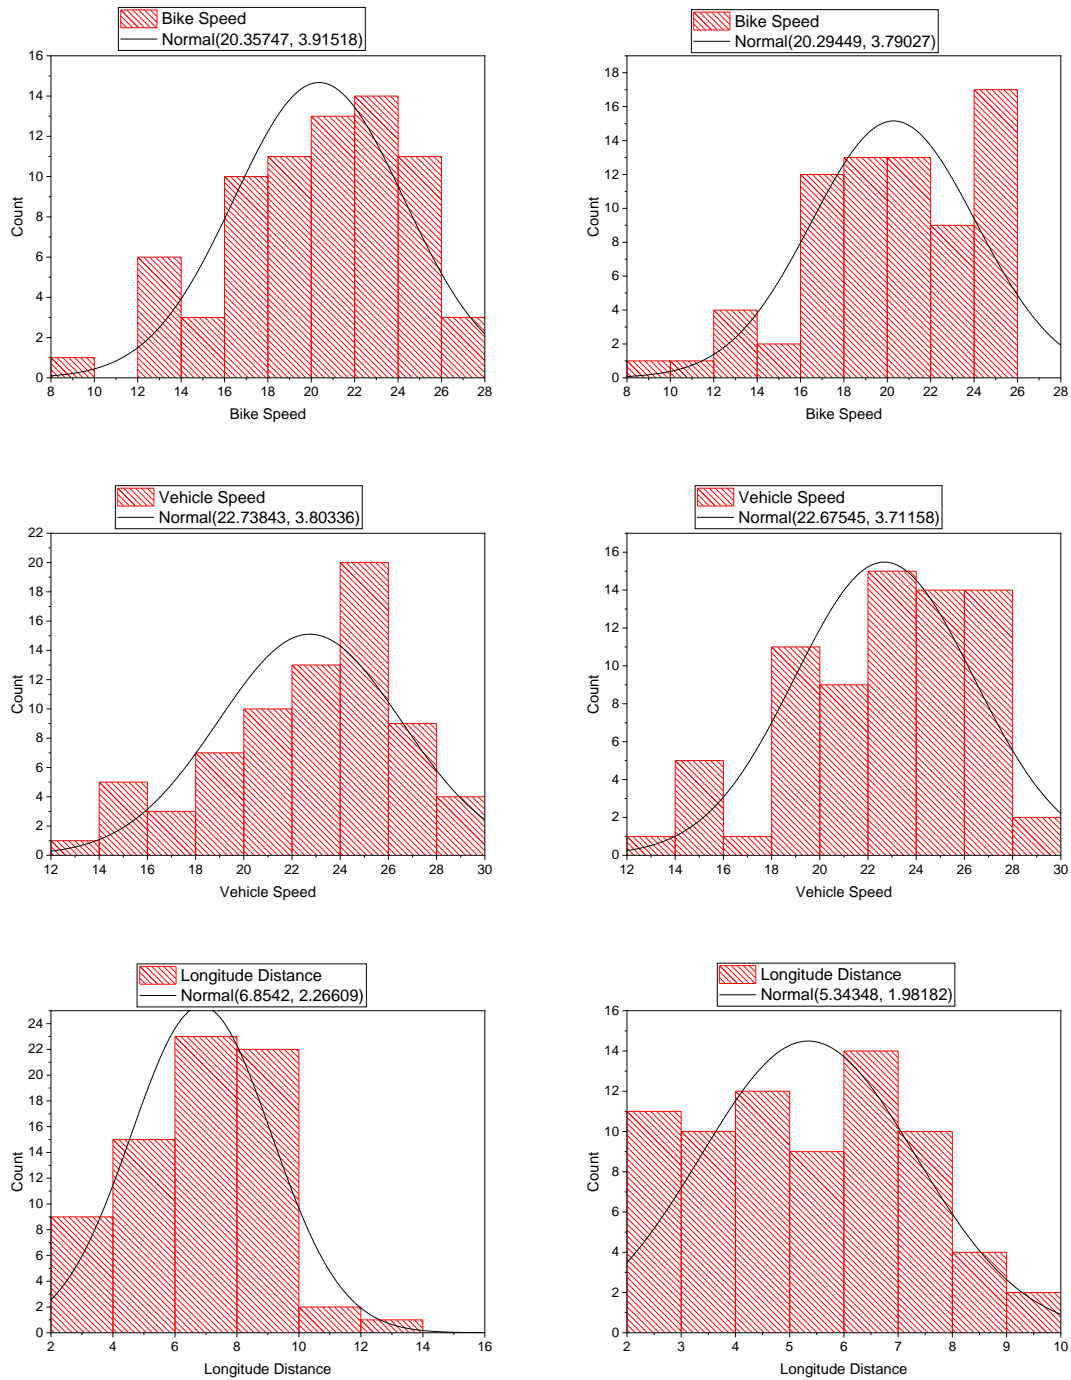 Bike Speed
Normal(20.35747, 3.91518)
16
14
12
10
8
6
4
2
0
Count
8 10 12 14 16 18 20 22 24 26 28
Bike Speed
Bike Speed
Normal(20.29449, 3.79027)
18
16
14
12
10
8
6
4
2
0
Count
8 10 12 14 16 18 20 22 24 26 28
Bike Speed
Vehicle Speed
Normal(22.73843, 3.80336)
22
20
18
16
14
12
10
8
6
4
2
0
Count
12 14 16 18 20 22 24 26 28 30
Vehicle Speed
Vehicle Speed
Normal(22.67545, 3.71158)
16
14
12
10
8
6
4
2
0
Count
12 14 16 18 20 22 24 26 28 30
Vehicle Speed
Longitude Distance
Normal(6.8542, 2.26609)
24
22
20
18
16
14
12
10
8
6
4
2
0
Count
2 4 6 8 10 12 14 16
Longitude Distance
Longitude Distance
Normal(5.34348, 1.98182)
16
14
12
10
8
6
4
2
0
Count
2 3 4 5 6 7 8 9 10
Longitude Distance